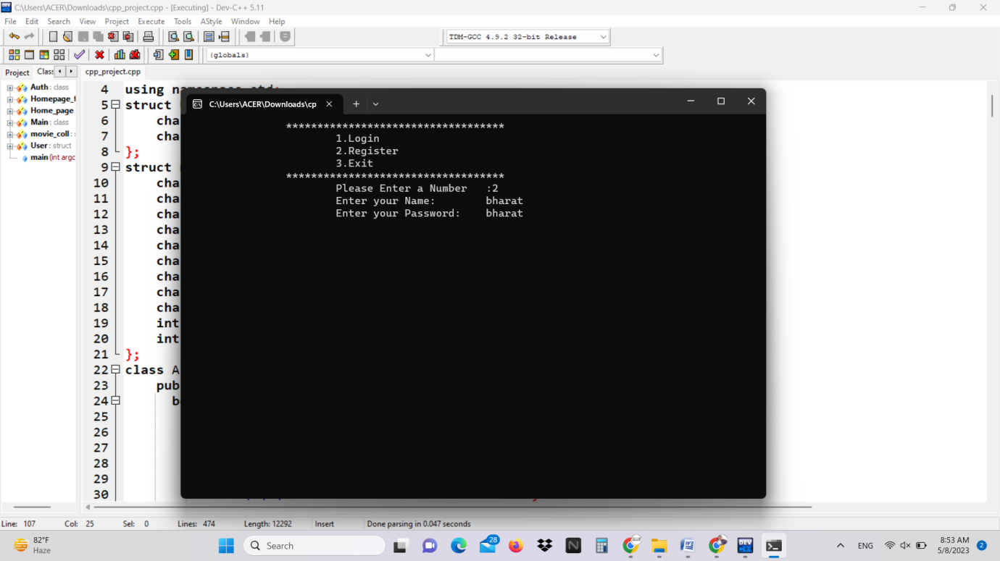 C:\Users\ACER\Downloads\cpp_project.cpp - [Executing] - Dev-C++ 5.11
File Edit Search View Project Execute Tools AStyle Window Help
TDM-GCC 4.9.2 32-bit Release
(globals)
Project Clas cpp_project.cpp
Auth : class
Homepage_f
Home_page
Main : class
movie_coll :
User : struct
main (int argc
4 using namespace std;
5 struct
6 cha
7 cha
8 };
9 struct
10 cha
11 cha
12 cha
13 cha
14 cha
15 cha
16 cha
17 cha
18 cha
19 int
20 int
21 };
22 class A
23 pub
24 b
25
26
27
28
29
30
C:\Users\ACER\Downloads\cp
***********************************
1.Login
2.Register
3.Exit
***********************************
Please Enter a Number :2
Enter your Name: bharat
Enter your Password: bharat
Line: 107 Col: 25 Sel: 0 Lines: 474 Length: 12292 Insert Done parsing in 0.047 seconds
82°F
Haze
Search
28
ENG
8:53 AM
5/8/2023
2